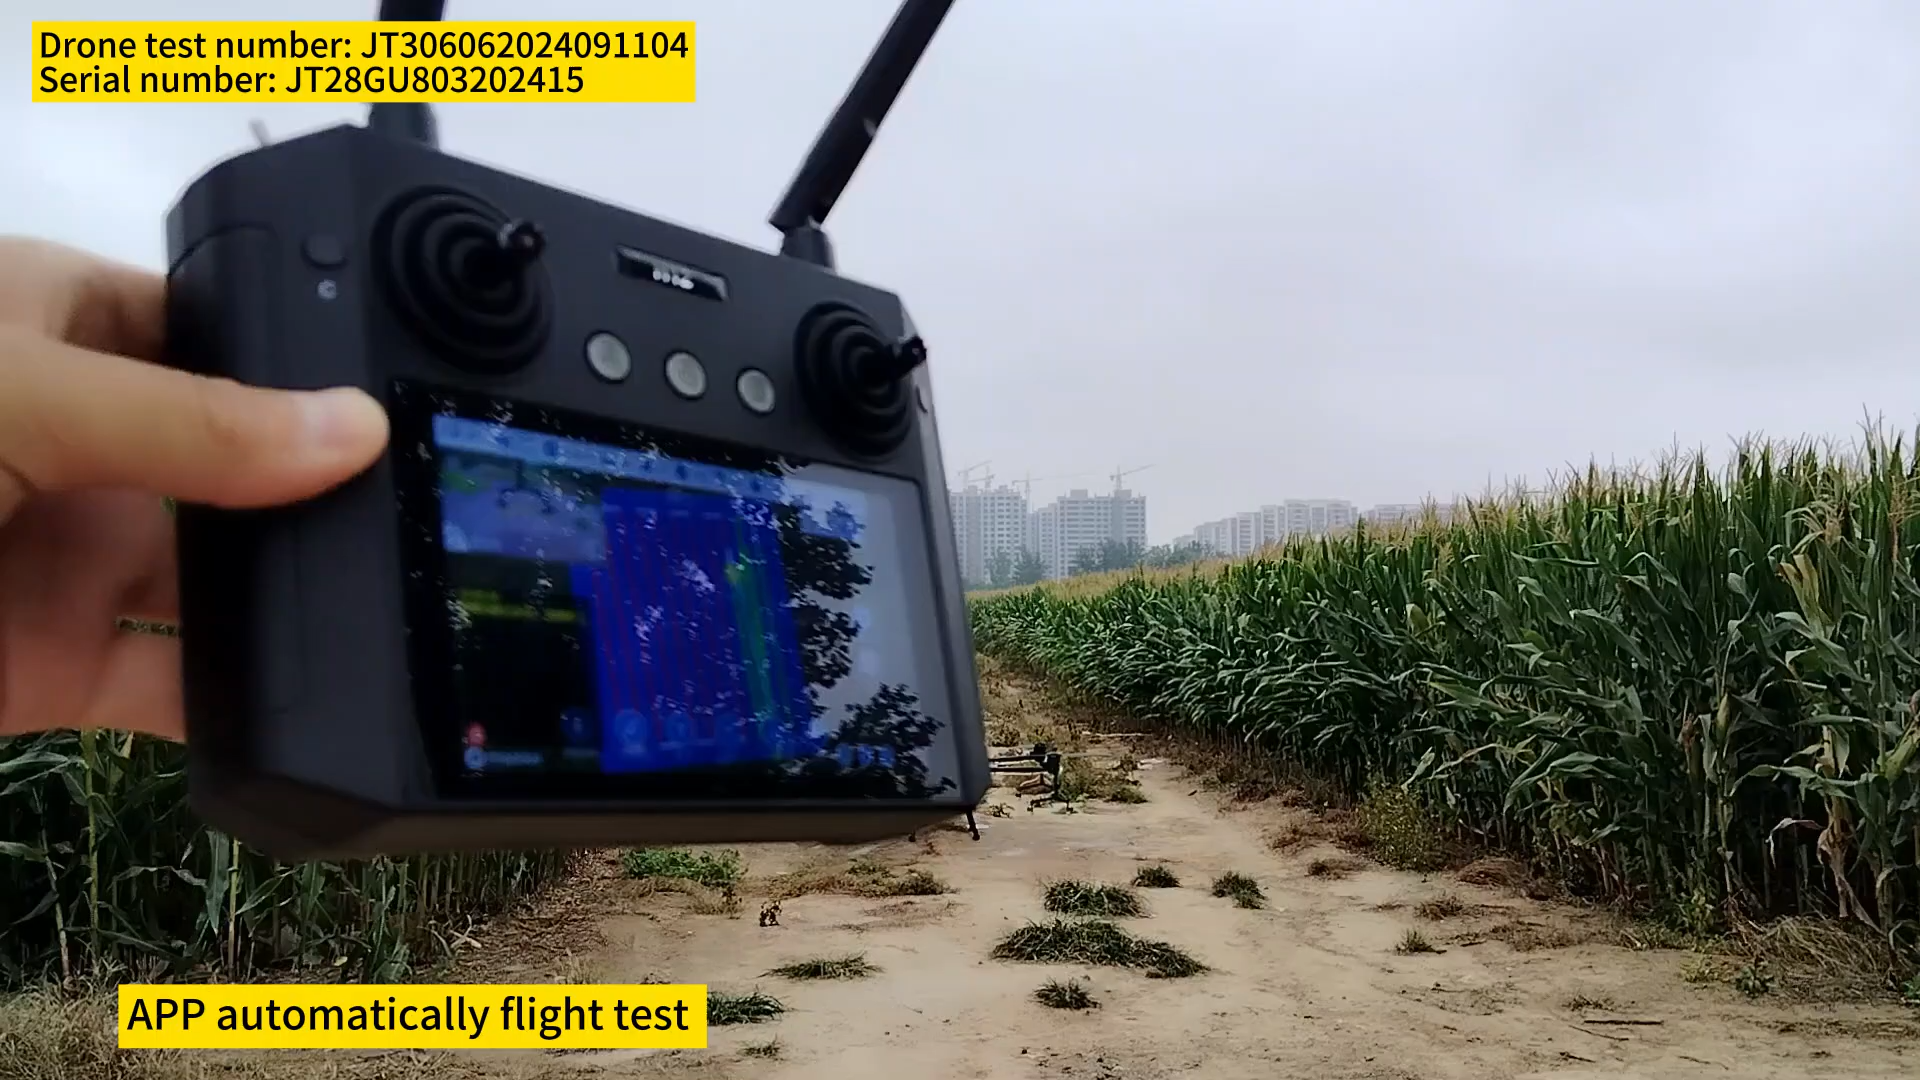 Drone test number: JT306062024091104
Serial number: JT28GU803202415
APP automatically flight test